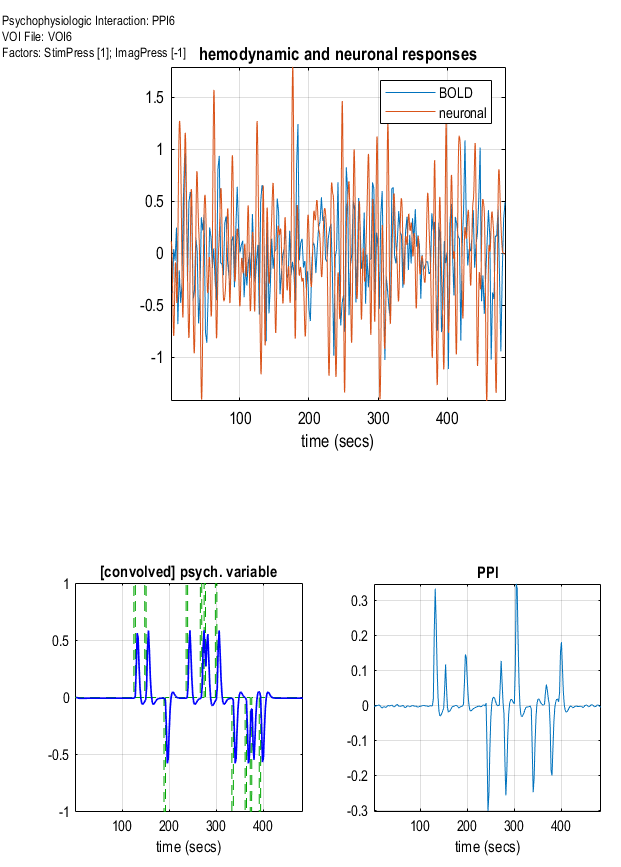 Psychophysiologic Interaction: PPI6
VOI File: VOI6
Factors: StimPress [1]; ImagPress [-1]
hemodynamic and neuronal responses
BOLD
neuronal
1.5
1
0.5
0
-0.5
-1
100 200 300 400
time (secs)
[convolved] psych. variable
1
0.5
0
-0.5
-1
100 200 300 400
time (secs)
PPI
0.3
0.2
0.1
0
-0.1
-0.2
-0.3
100 200 300 400
time (secs)